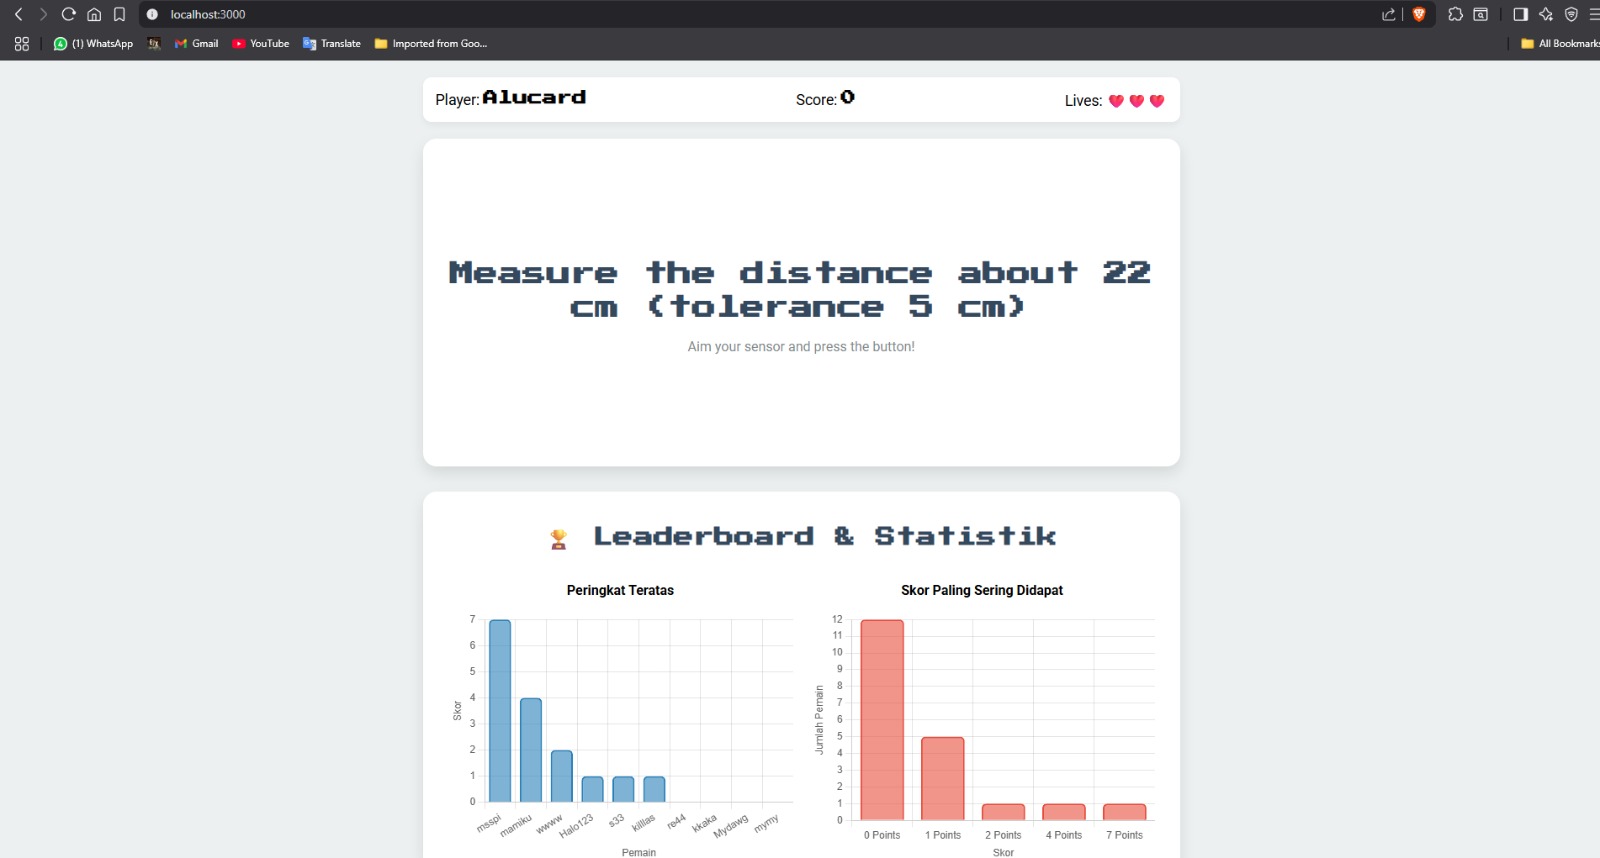 localhost:3000
(1) WhatsApp
Gmail
YouTube
Translate
Imported from Goo...
All Bookmarks
Player: Alucard
Score: 0
Lives:
Measure the distance about 22
cm (tolerance 5 cm)
Aim your sensor and press the button!
Leaderboard & Statistik
Peringkat Teratas
7
6
5
4
3
2
1
0
Skor
msspi
mamiku
wwww
Halo123
s33
killlas
re44
kkaka
Mydawg
mymy
Pemain
Skor Paling Sering Didapat
12
11
10
9
8
7
6
5
4
3
2
1
0
Jumlah Pemain
0 Points
1 Points
2 Points
4 Points
7 Points
Skor